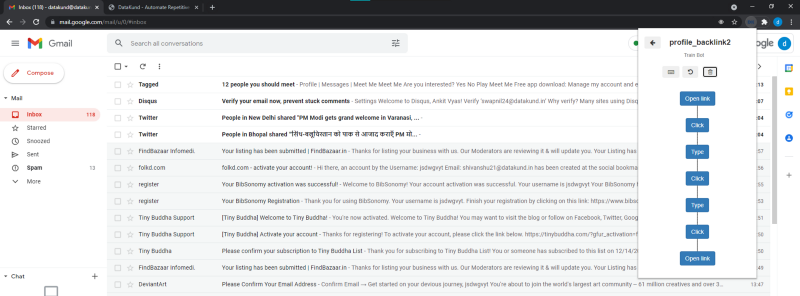 Inbox (118) - datakund@dataku
DataKund - Automate Repetitive
mail.google.com/mail/u/0/#inbox
Gmail
Search all conversations
Compose
Mail
Inbox 118
Starred
Snoozed
Sent
Spam 13
More
Chat
Tagged 12 people you should meet - Profile | Messages | Meet Me Meet Me Are you interested? Yes No Play Meet Me Free app download: Manage my account and e
Disqus Verify your email now, prevent stuck comments - Settings Welcome to Disqus, Ankit Vyas! Verify 'swapnil24@datakund.in' Why verify? Many sites using Disq
Twitter People in New Delhi shared "PM Modi gets grand welcome in Varanasi, ... -
Twitter People in Bhopal shared
FindBazaar Infomedi. Your listing has been submitted | FindBazaar.in - Thanks for listing your business with us. Our Moderators are reviewing it & will update you. Your Listing has
folkd.com folkd.com - activate your account! - Hi there, an account by the Username: jsdwgvyt Email: shivanshu21@datakund.in has been created at the social bookma
register Your BibSonomy activation was successful! - Welcome to BibSonomy! Your account activation was successful. Your username is jsdwgvyt Your
register Your BibSonomy Registration - Thank you for using BibSonomy. Your username is jsdwgvyt. Finish your registration by clicking on this link: https://www.bibso
Tiny Buddha Support [Tiny Buddha] Welcome to Tiny Buddha! - You're now activated. Welcome to Tiny Buddha! You may want to visit the blog or follow on Facebook, Twitter, Goog
Tiny Buddha Support [Tiny Buddha] Activate your account - Thanks for registering! To activate your account, please click the link below: https://tinybuddha.com/?gfur_activation=
Tiny Buddha Please confirm your subscription to Tiny Buddha List! - Thank you for subscribing to Tiny Buddha List! You or someone has subscribed to this list on 12/14/20
FindBazaar Infomedi. Your listing has been submitted | FindBazaar.in - Thanks for listing your business with us. Our Moderators are reviewing it & will update you. Your Listing has
DeviantArt Please Confirm Your Email Address - Confirm Email → Get started on your devious journey, jsdwgvyt You're about to join the world's largest art community – 61 million creatives and over 3... 13:47
profile_backlink2
Train Bot
Open link
Click
Type
Click
Type
Click
Open link